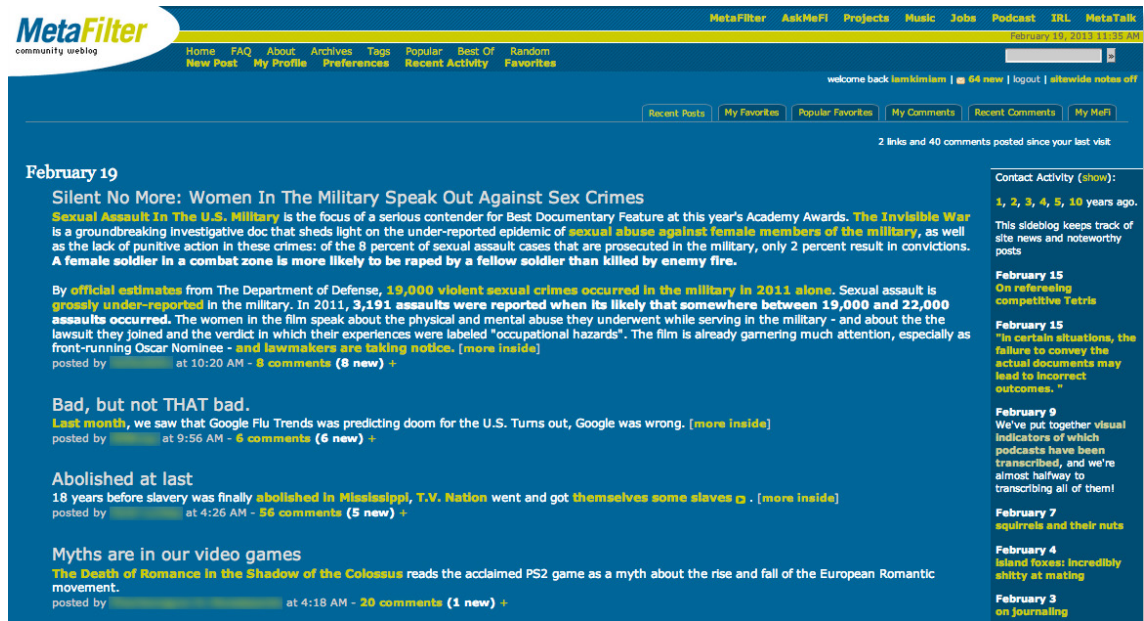 MetaFilter
community weblog
MetaFilter AskMeFi Projects Music Jobs Podcast IRL MetaTalk
February 19, 2013 11:35 AM
Home FAQ About Archives Tags Popular Best Of Random
New Post My Profile Preferences Recent Activity Favorites
welcome back iamkimiam | 64 new | logout | sitewide notes off
Recent Posts My Favorites Popular Favorites My Comments Recent Comments My MeFi
2 links and 40 comments posted since your last visit
February 19
Silent No More: Women In The Military Speak Out Against Sex Crimes
Sexual Assault In The U.S. Military is the focus of a serious contender for Best Documentary Feature at this year's Academy Awards. The Invisible War
is a groundbreaking investigative doc that sheds light on the under-reported epidemic of sexual abuse against female members of the military, as well
as the lack of punitive action in these crimes: of the 8 percent of sexual assault cases that are prosecuted in the military, only 2 percent result in convictions.
A female soldier in a combat zone is more likely to be raped by a fellow soldier than killed by enemy fire.
By official estimates from The Department of Defense, 19,000 violent sexual crimes occurred in the military in 2011 alone. Sexual assault is
grossly under-reported in the military. In 2011, 3,191 assaults were reported when its likely that somewhere between 19,000 and 22,000
assaults occurred. The women in the film speak about the physical and mental abuse they underwent while serving in the military - and about the the
lawsuit they joined and the verdict in which their experiences were labeled "occupational hazards". The film is already garnering much attention, especially as
front-running Oscar Nominee - and lawmakers are taking notice. [more inside]
posted by at 10:20 AM - 8 comments (8 new) +
Bad, but not THAT bad.
Last month, we saw that Google Flu Trends was predicting doom for the U.S. Turns out, Google was wrong. [more inside]
posted by at 9:56 AM - 6 comments (6 new) +
Abolished at last
18 years before slavery was finally abolished in Mississippi, T.V. Nation went and got themselves some slaves . [more inside]
posted by at 4:26 AM - 56 comments (5 new) +
Myths are in our video games
The Death of Romance in the Shadow of the Colossus reads the acclaimed PS2 game as a myth about the rise and fall of the European Romantic
movement.
posted by at 4:18 AM - 20 comments (1 new) +
Contact Activity (show):
1, 2, 3, 4, 5, 10 years ago.
This sideblog keeps track of
site news and noteworthy
posts
February 15
On refereeing
competitive Tetris
February 15
"in certain situations, the
failure to convey the
actual documents may
lead to incorrect
outcomes. "
February 9
We've put together visual
indicators of which
podcasts have been
transcribed, and we're
almost halfway to
transcribing all of them!
February 7
squirrels and their nuts
February 4
island foxes: incredibly
shitty at mating
February 3
on journaling